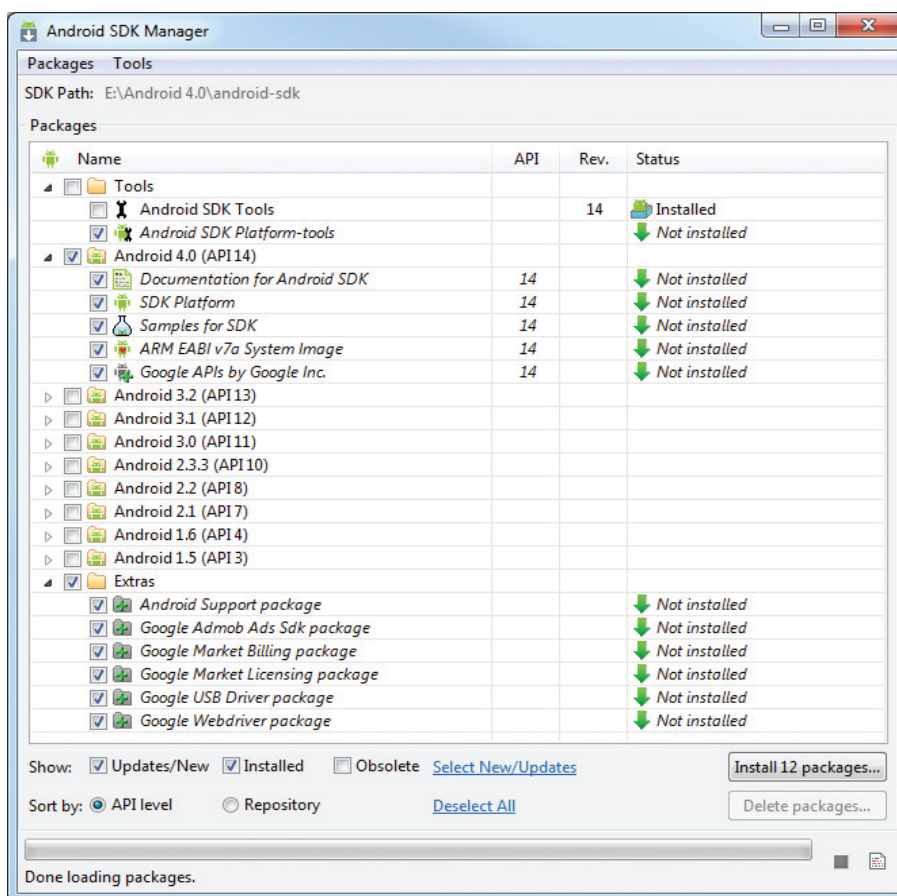 Android SDK Manager
Packages Tools
SDK Path: E:\Android 4.0\android-sdk
Packages
Name API Rev. Status
Tools
Android SDK Tools 14 Installed
Android SDK Platform-tools Not installed
Android 4.0 (API 14)
Documentation for Android SDK 14 Not installed
SDK Platform 14 Not installed
Samples for SDK 14 Not installed
ARM EABI v7a System Image 14 Not installed
Google APIs by Google Inc. 14 Not installed
Android 3.2 (API 13)
Android 3.1 (API 12)
Android 3.0 (API 11)
Android 2.3.3 (API 10)
Android 2.2 (API 8)
Android 2.1 (API 7)
Android 1.6 (API 4)
Android 1.5 (API 3)
Extras
Android Support package Not installed
Google Admob Ads Sdk package Not installed
Google Market Billing package Not installed
Google Market Licensing package Not installed
Google USB Driver package Not installed
Google Webdriver package Not installed
Show: Updates/New Installed Obsolete Select New/Updates Install 12 packages...
Sort by: API level Repository Deselect All Delete packages...
Done loading packages.